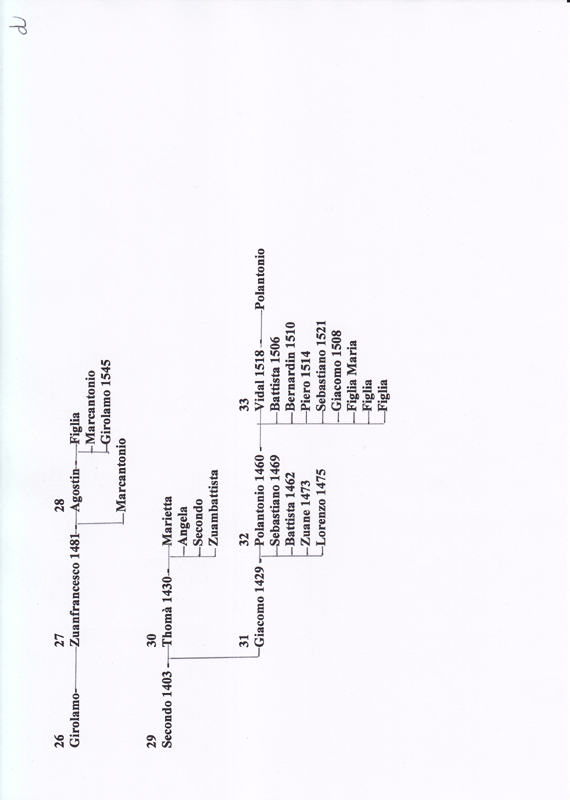 26 27 28
Girolamo Zuanfrancesco 1481 Agostin Figlia
Marcantonio
Girolamo 1545
Marcantonio
29 30
Secondo 1403 Thomà 1430 Marietta
Angela
Secondo
Zuambattista
31 32 33
Giacomo 1429 Polantonio 1460 Vidal 1518 Polantonio
Sebastiano 1469 Battista 1506
Battista 1462 Bernardin 1510
Zuane 1473 Piero 1514
Lorenzo 1475 Sebastiano 1521
Giacomo 1508
Figlia Maria
Figlia
Figlia